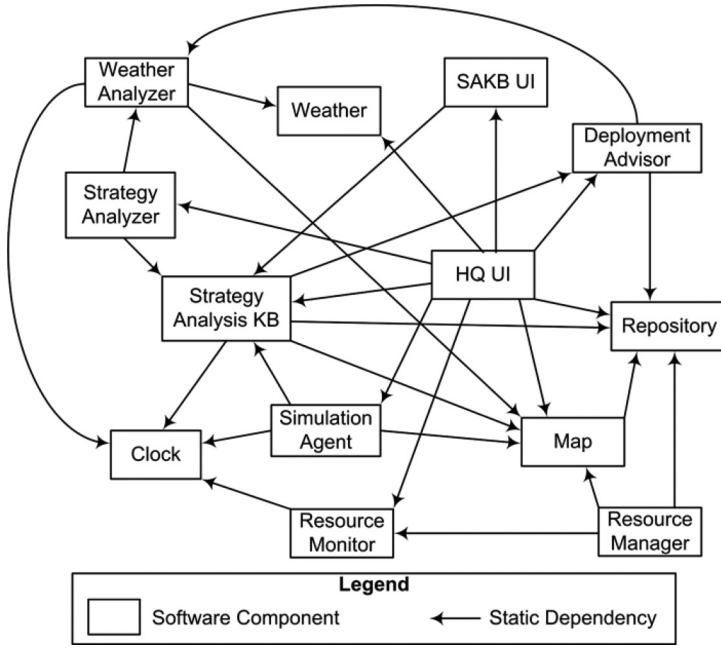 Weather
Analyzer
Weather
SAKB UI
Deployment
Advisor
Strategy
Analyzer
HQ UI
Strategy
Analysis KB
Repository
Simulation
Agent
Clock
Map
Resource
Monitor
Resource
Manager
Legend
Software Component
Static Dependency